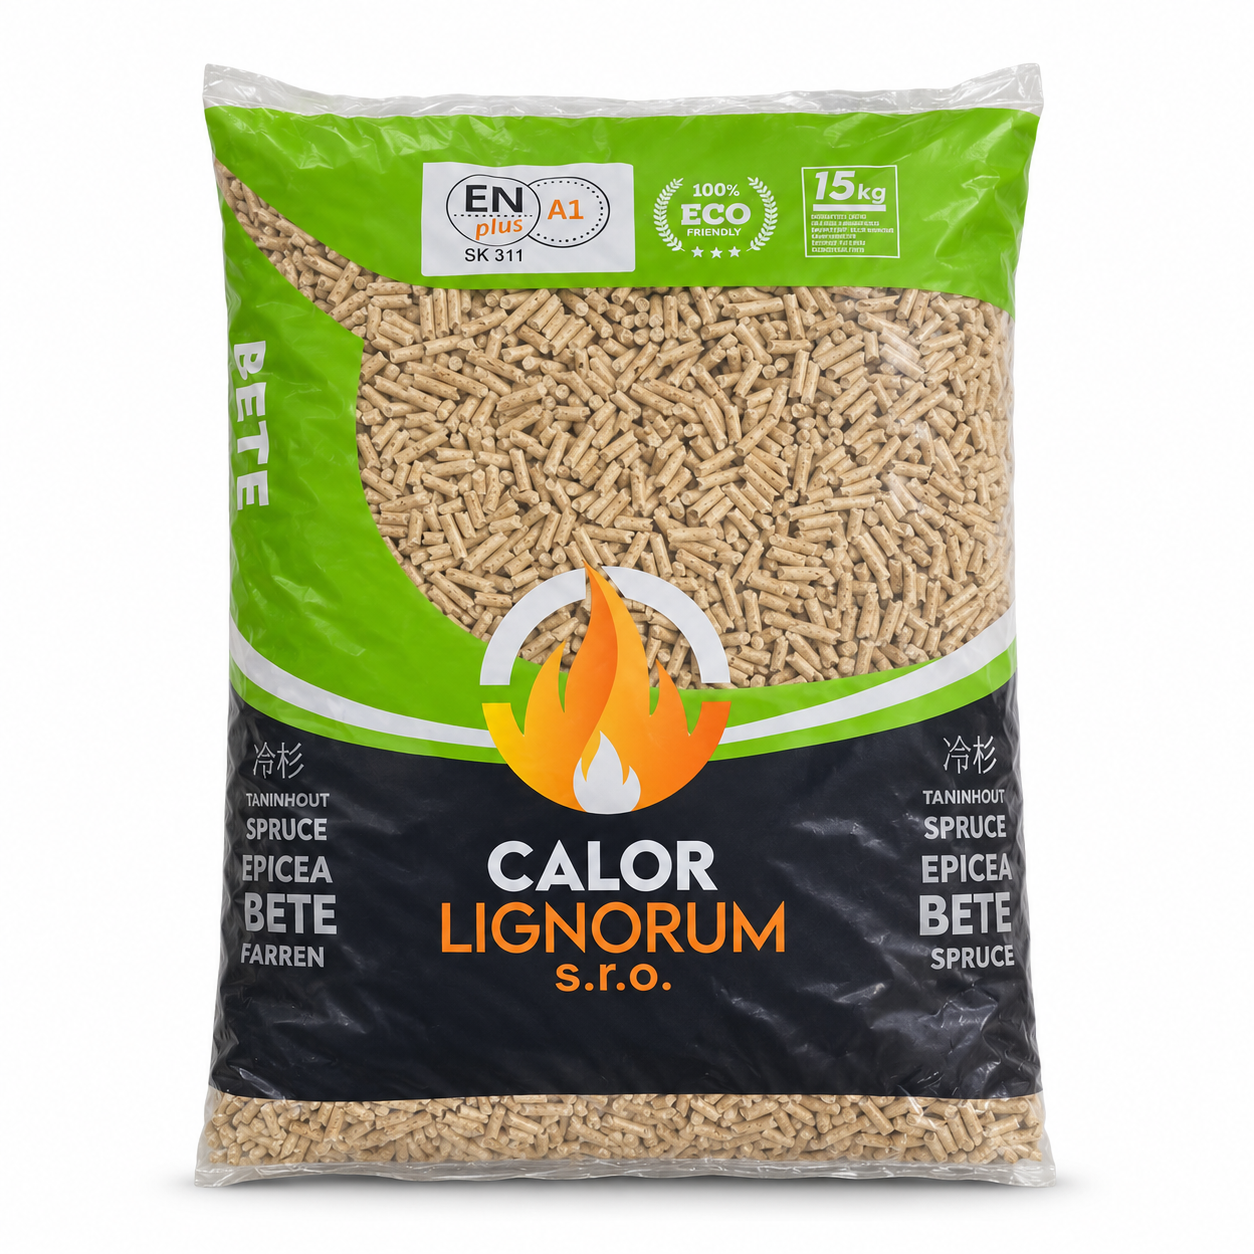 EN
plus
A1
SK 311
100%
ECO
FRIENDLY
15kg
BETE
冷杉
TANINHOUT
SPRUCE
EPICEA
BETE
FARREN
冷杉
TANINHOUT
SPRUCE
EPICEA
BETE
SPRUCE
CALOR
LIGNORUM
s.r.o.